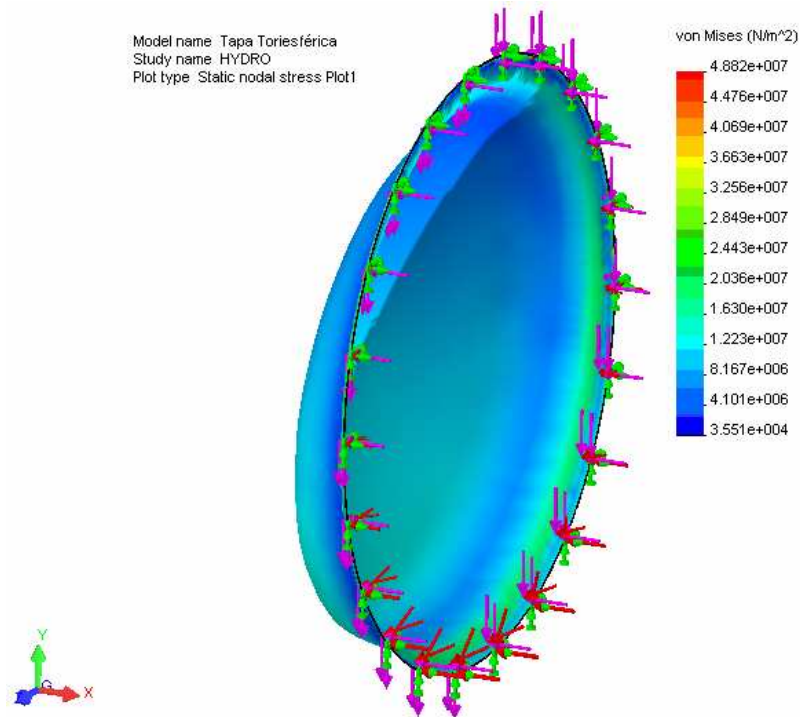 Model name Tapa Toriesférica
Study name HYDRO
Plot type Static nodal stress Plot1
von Mises (N/m^2)
4.882e+007
4.476e+007
4.069e+007
3.663e+007
3.256e+007
2.849e+007
2.443e+007
2.036e+007
1.630e+007
1.223e+007
8.167e+006
4.101e+006
3.551e+004
Y
G
X